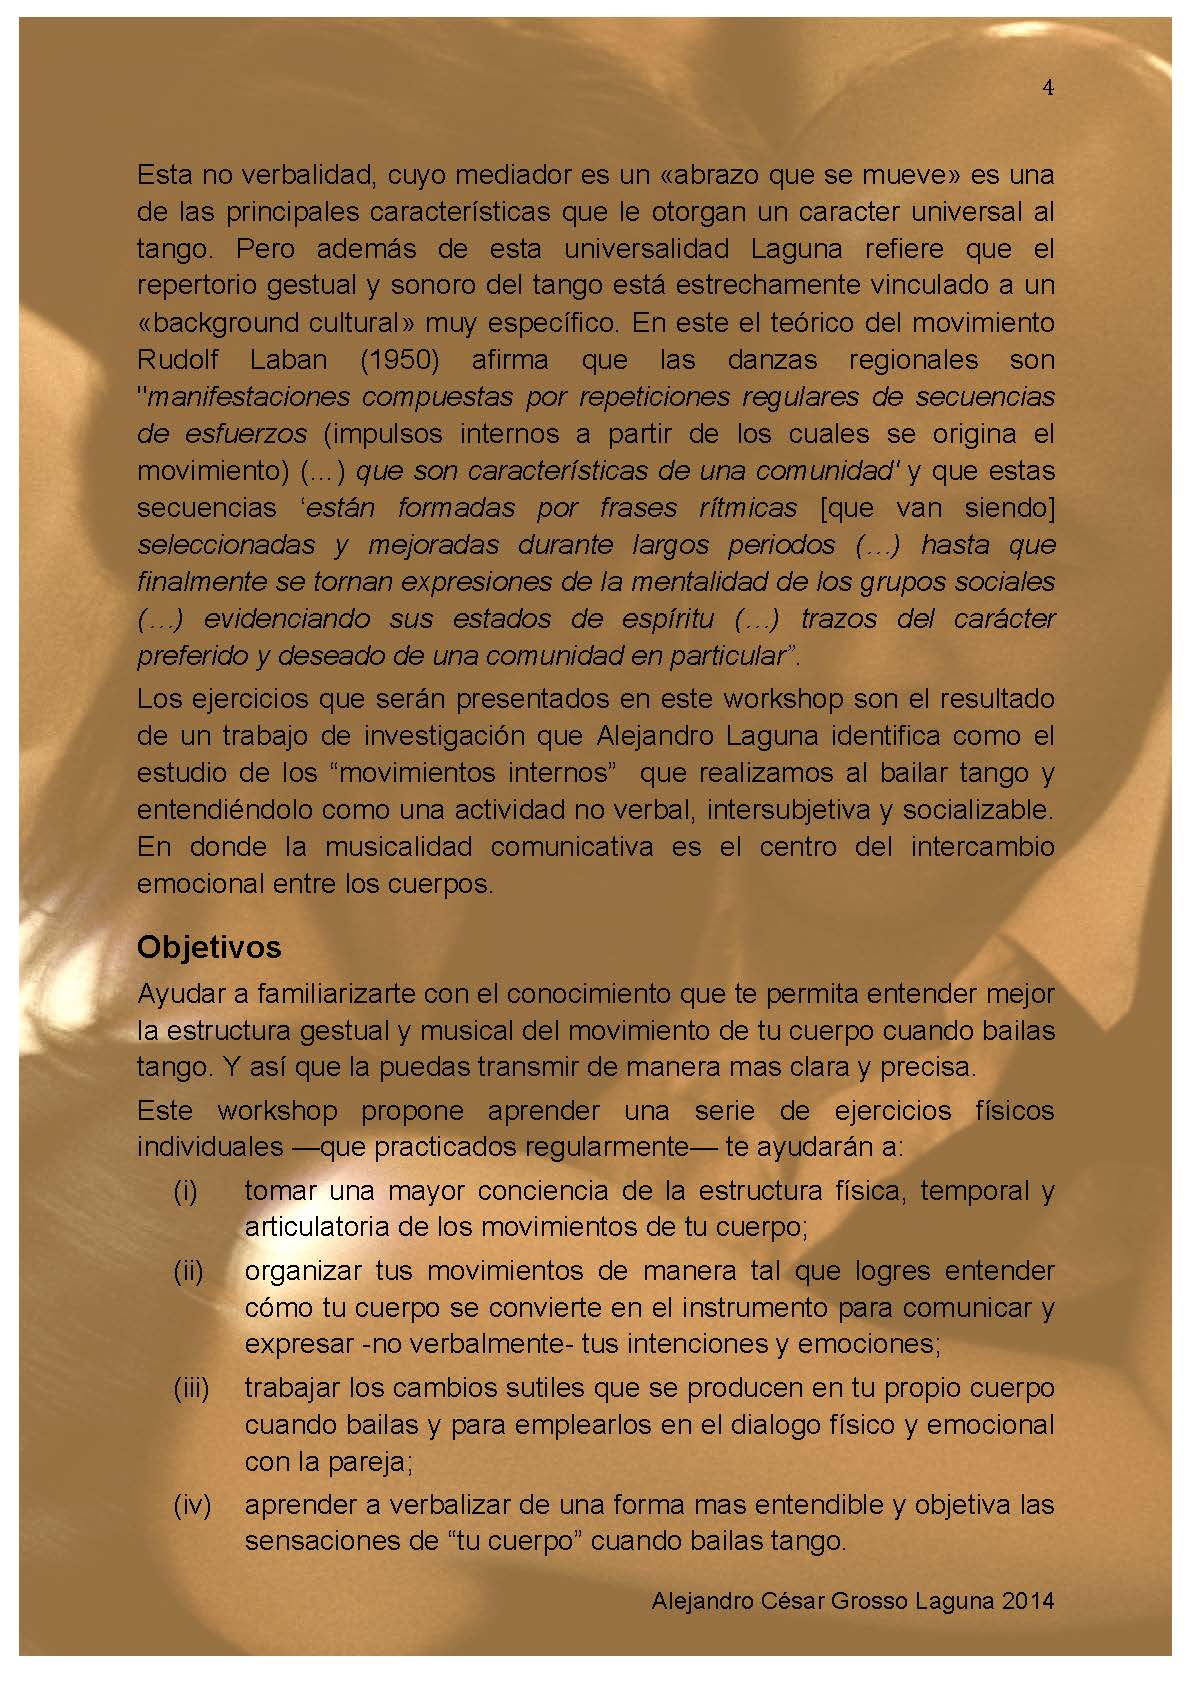 4
Esta no verbalidad, cuyo mediador es un «abrazo que se mueve» es una
de las principales características que le otorgan un caracter universal al
tango. Pero además de esta universalidad Laguna refiere que el
repertorio gestual y sonoro del tango está estrechamente vinculado a un
«background cultural» muy específico. En este el teórico del movimiento
Rudolf Laban (1950) afirma que las danzas regionales son
"manifestaciones compuestas por repeticiones regulares de secuencias
de esfuerzos (impulsos internos a partir de los cuales se origina el
movimiento) (…) que son características de una comunidad' y que estas
secuencias ‘están formadas por frases rítmicas [que van siendo]
seleccionadas y mejoradas durante largos periodos (…) hasta que
finalmente se tornan expresiones de la mentalidad de los grupos sociales
(…) evidenciando sus estados de espíritu (…) trazos del carácter
preferido y deseado de una comunidad en particular”.
Los ejercicios que serán presentados en este workshop son el resultado
de un trabajo de investigación que Alejandro Laguna identifica como el
estudio de los “movimientos internos” que realizamos al bailar tango y
entendiéndolo como una actividad no verbal, intersubjetiva y socializable.
En donde la musicalidad comunicativa es el centro del intercambio
emocional entre los cuerpos.
Objetivos
Ayudar a familiarizarte con el conocimiento que te permita entender mejor
la estructura gestual y musical del movimiento de tu cuerpo cuando bailas
tango. Y así que la puedas transmir de manera mas clara y precisa.
Este workshop propone aprender una serie de ejercicios físicos
individuales —que practicados regularmente— te ayudarán a:
(i) tomar una mayor conciencia de la estructura física, temporal y
articulatoria de los movimientos de tu cuerpo;
(ii) organizar tus movimientos de manera tal que logres entender
cómo tu cuerpo se convierte en el instrumento para comunicar y
expresar -no verbalmente- tus intenciones y emociones;
(iii) trabajar los cambios sutiles que se producen en tu propio cuerpo
cuando bailas y para emplearlos en el dialogo físico y emocional
con la pareja;
(iv) aprender a verbalizar de una forma mas entendible y objetiva las
sensaciones de “tu cuerpo” cuando bailas tango.
Alejandro César Grosso Laguna 2014